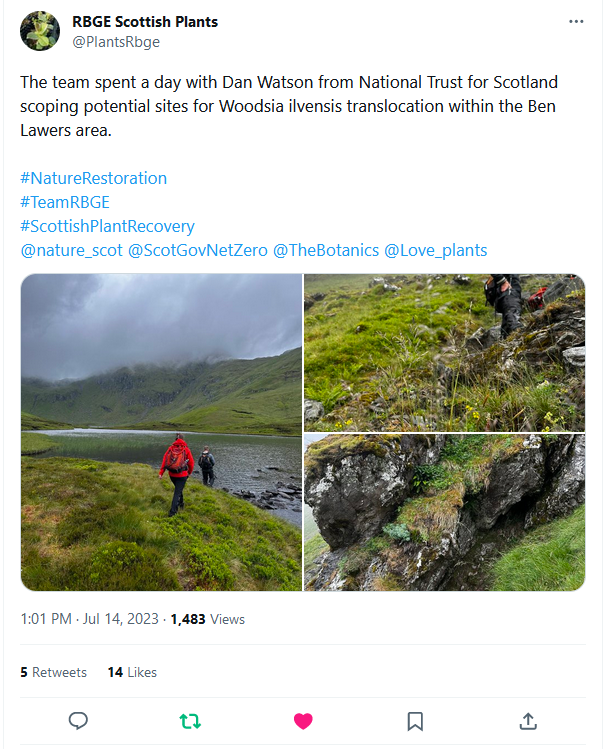 RBGE Scottish Plants
@PlantsRbge
The team spent a day with Dan Watson from National Trust for Scotland
scoping potential sites for Woodsia ilvensis translocation within the Ben
Lawers area.
#NatureRestoration
#TeamRBGE
#ScottishPlantRecovery
@nature_scot @ScotGovNetZero @TheBotanics @Love_plants
1:01 PM · Jul 14, 2023 · 1,483 Views
5 Retweets 14 Likes